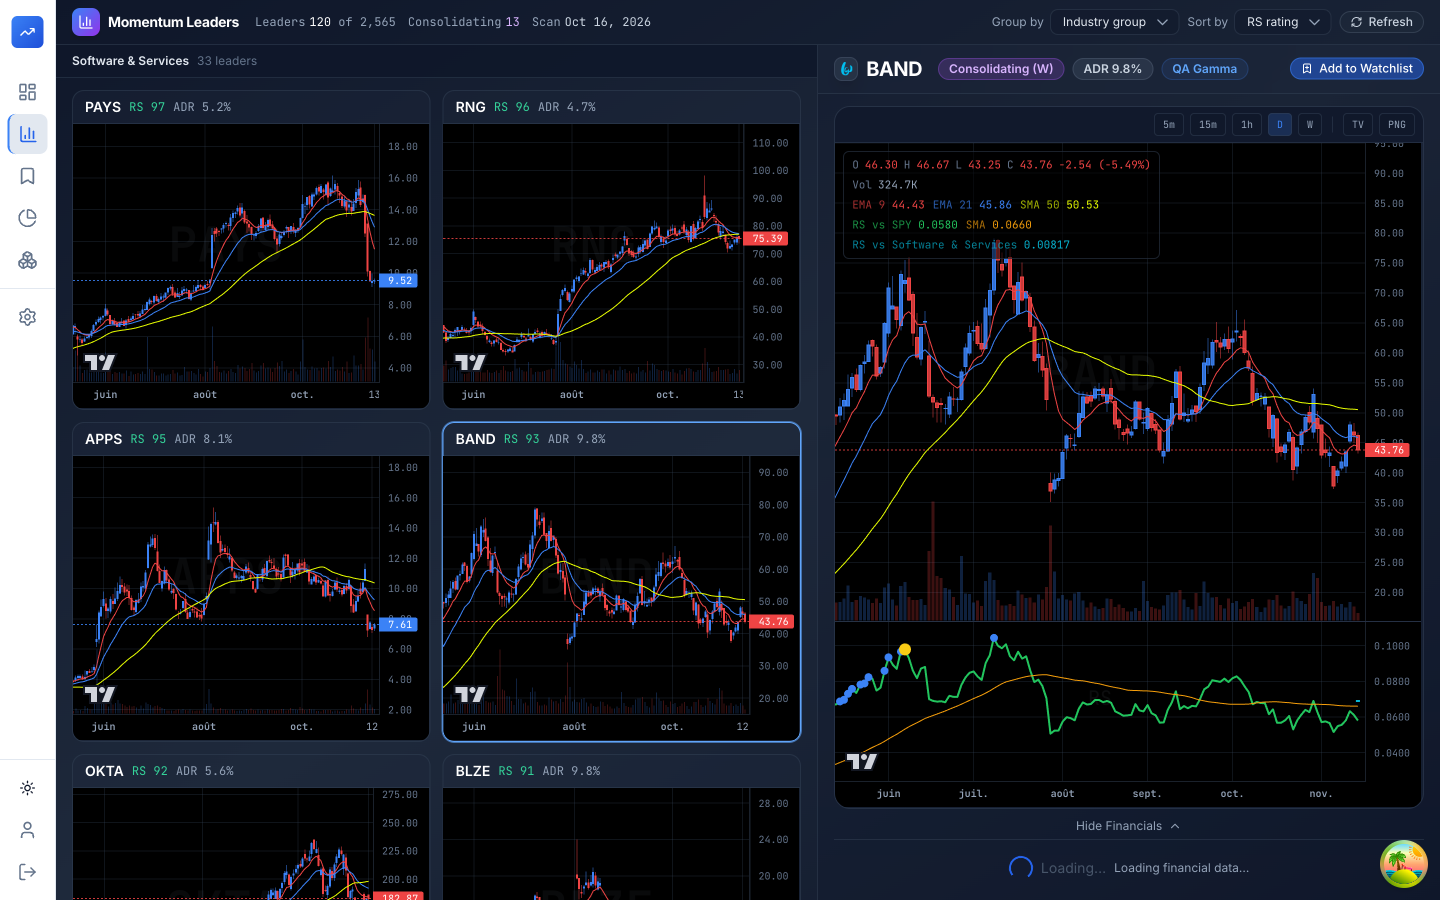 Momentum Leaders Leaders 120 of 2,565 Consolidating 13 Scan Oct 16, 2026 Group by Industry group Sort by RS rating Refresh
Software & Services 33 leaders
PAYS RS 97 ADR 5.2%
18.00
16.00
14.00
12.00
10.00
9.52
8.00
6.00
4.00
juin août oct. 13
RNG RS 96 ADR 4.7%
110.00
100.00
90.00
80.00
75.39
70.00
60.00
50.00
40.00
30.00
juin août oct. 13
APPS RS 95 ADR 8.1%
18.00
16.00
14.00
12.00
10.00
7.61
4.00
2.00
juin août oct. 12
BAND RS 93 ADR 9.8%
90.00
80.00
70.00
60.00
50.00
43.76
40.00
30.00
20.00
juin août oct. 12
OKTA RS 92 ADR 5.6%
275.00
250.00
225.00
200.00
182.87
BLZE RS 91 ADR 9.8%
28.00
24.00
20.00
BAND Consolidating (W) ADR 9.8% QA Gamma Add to Watchlist
5m 15m 1h D W TV PNG
O 46.30 H 46.67 L 43.25 C 43.76 -2.54 (-5.49%)
Vol 324.7K
EMA 9 44.43 EMA 21 45.86 SMA 50 50.53
RS vs SPY 0.0580 SMA 0.0660
RS vs Software & Services 0.00817
95.00
90.00
85.00
80.00
75.00
70.00
65.00
60.00
55.00
50.00
45.00
43.76
40.00
35.00
30.00
25.00
20.00
0.1000
0.0800
0.0600
0.0400
juin juil. août sept. oct. nov.
Hide Financials
Loading... Loading financial data...